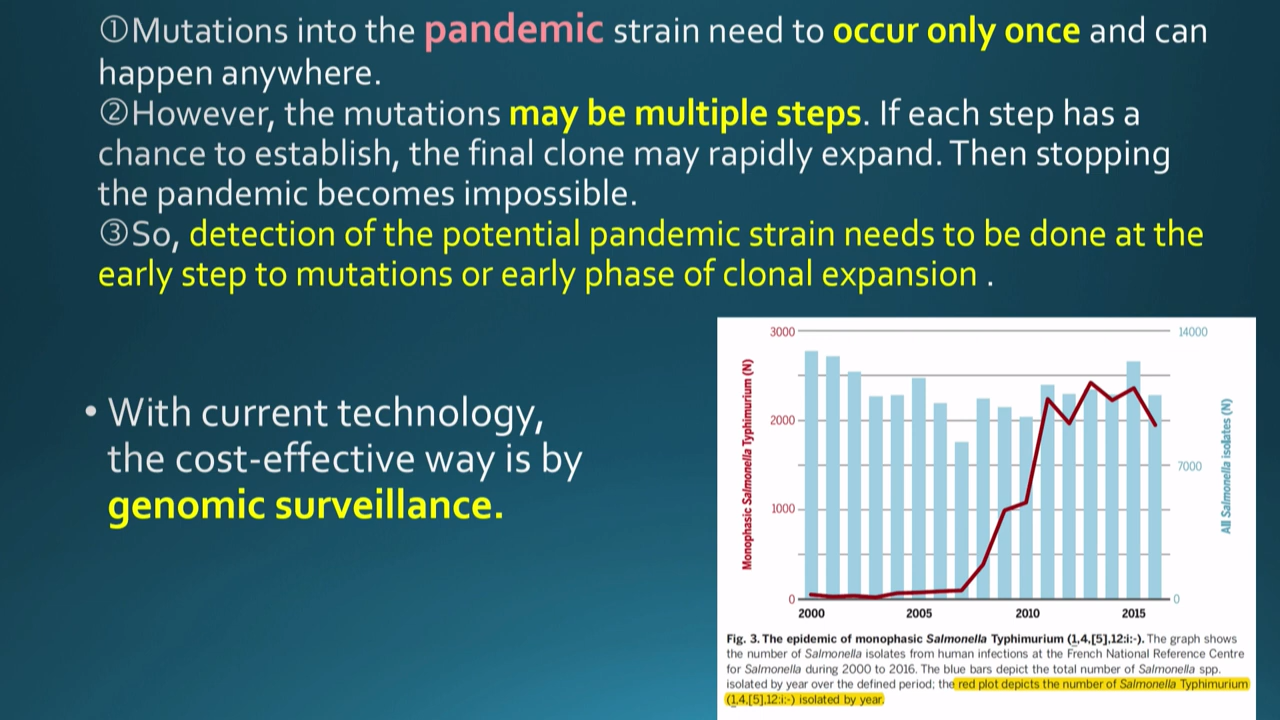 ①Mutations into the pandemic strain need to occur only once and can
happen anywhere.
②However, the mutations may be multiple steps. If each step has a
chance to establish, the final clone may rapidly expand. Then stopping
the pandemic becomes impossible.
③So, detection of the potential pandemic strain needs to be done at the
early step to mutations or early phase of clonal expansion .
• With current technology,
the cost-effective way is by
genomic surveillance.
Monophasic Salmonella Typhimurium (N)
3000
2000
1000
0
14000
7000
0
All Salmonella isolates (N)
2000 2005 2010 2015
Fig. 3. The epidemic of monophasic Salmonella Typhimurium (1,4,[5],12:i:-). The graph shows
the number of Salmonella isolates from human infections at the French National Reference Centre
for Salmonella during 2000 to 2016. The blue bars depict the total number of Salmonella spp.
isolated by year over the defined period; the red plot depicts the number of Salmonella Typhimurium
(1,4,[5],12:i:-) isolated by year.